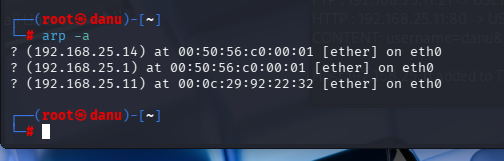 (root㉿danu)-[~]
# arp -a
? (192.168.25.14) at 00:50:56:c0:00:01 [ether] on eth0
? (192.168.25.1) at 00:50:56:c0:00:01 [ether] on eth0
? (192.168.25.11) at 00:0c:29:92:22:32 [ether] on eth0
(root㉿danu)-[~]
#